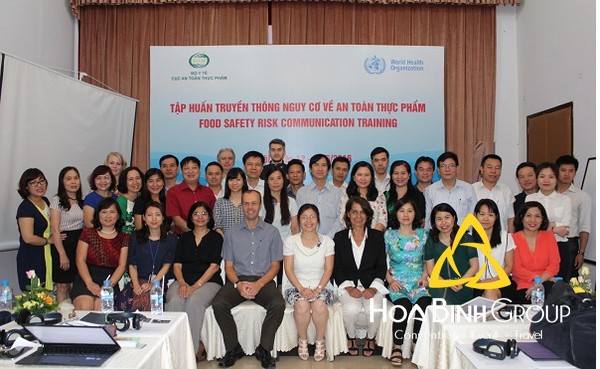 BỘ Y TẾ
CỤC AN TOÀN THỰC PHẨM
World Health
Organization
TẬP HUẤN TRUYỀN THÔNG NGUY CƠ VỀ AN TOÀN THỰC PHẨM
FOOD SAFETY RISK COMMUNICATION TRAINING
HOABINH GROUP
Travel